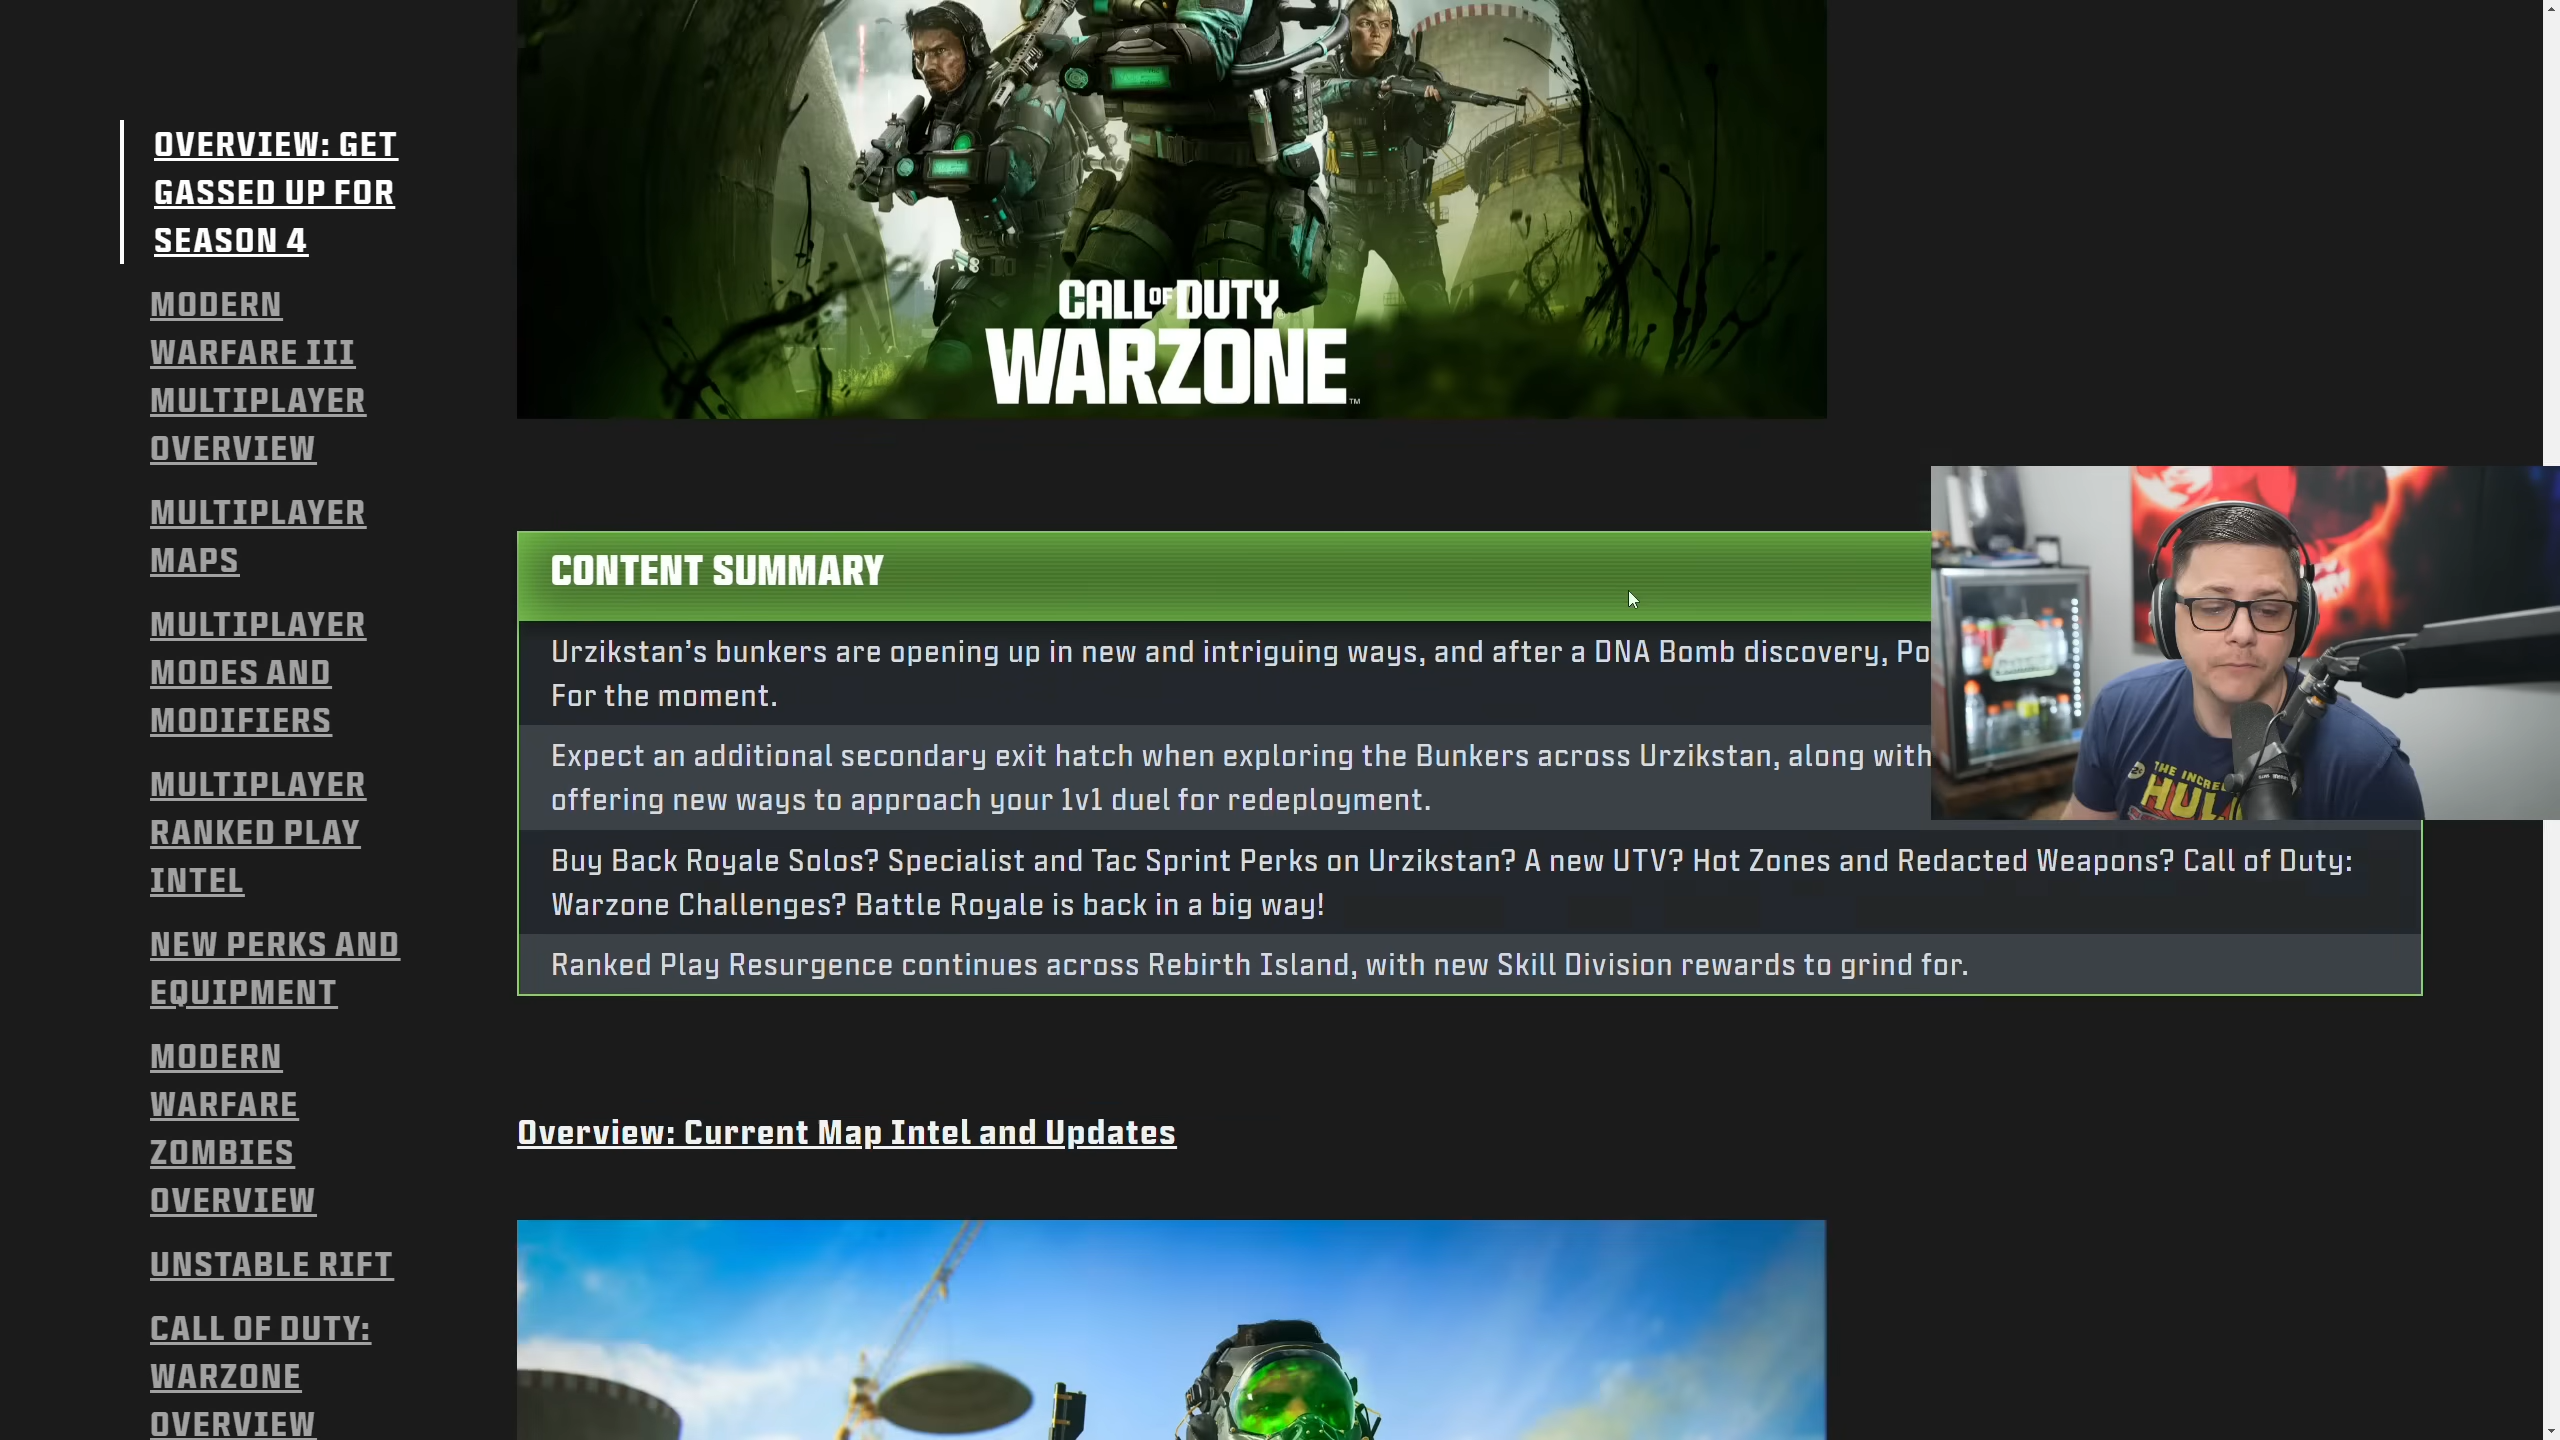 OVERVIEW: GET
GASSED UP FOR
SEASON 4
MODERN
WARFARE III
MULTIPLAYER
OVERVIEW
MULTIPLAYER
MAPS
MULTIPLAYER
MODES AND
MODIFIERS
MULTIPLAYER
RANKED PLAY
INTEL
NEW PERKS AND
EQUIPMENT
MODERN
WARFARE
ZOMBIES
OVERVIEW
UNSTABLE RIFT
CALL OF DUTY:
WARZONE
OVERVIEW
CALL OF DUTY
WARZONE™
CONTENT SUMMARY
Urzikstan’s bunkers are opening up in new and intriguing ways, and after a DNA Bomb discovery, Po
For the moment.
Expect an additional secondary exit hatch when exploring the Bunkers across Urzikstan, along with
offering new ways to approach your 1v1 duel for redeployment.
Buy Back Royale Solos? Specialist and Tac Sprint Perks on Urzikstan? A new UTV? Hot Zones and Redacted Weapons? Call of Duty:
Warzone Challenges? Battle Royale is back in a big way!
Ranked Play Resurgence continues across Rebirth Island, with new Skill Division rewards to grind for.
Overview: Current Map Intel and Updates
THE INCRE
HUL